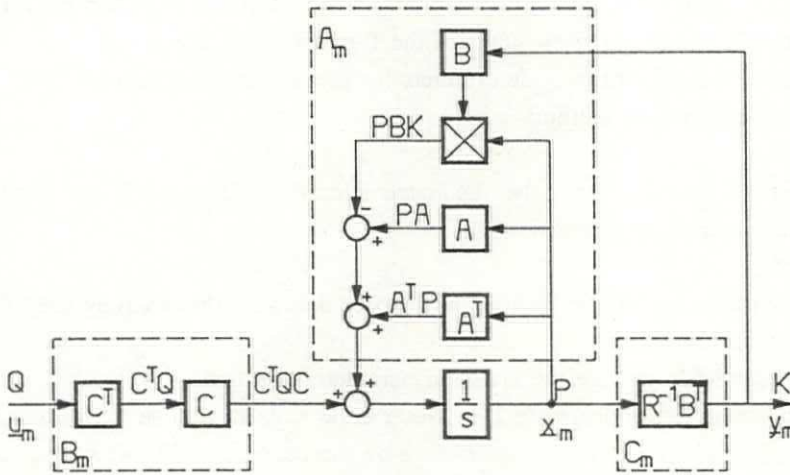 A_m
B
PBK
-
PA
A
+
+
A^T P
A^T
+
Q
C^T Q
C^T QC
+
P
K
C^T
C
+
1
s
R^-1 B^T
u_m
B_m
x_m
C_m
y_m